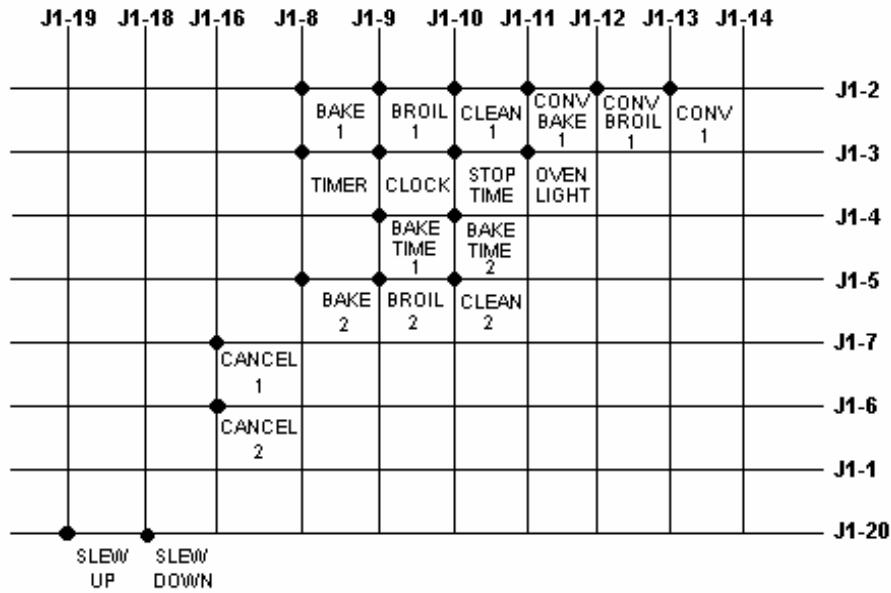 J1-19 J1-18 J1-16 J1-8 J1-9 J1-10 J1-11 J1-12 J1-13 J1-14
J1-2
BAKE
1
BROIL
1
CLEAN
1
CONV
BAKE
1
CONV
BROIL
1
CONV
1
J1-3
TIMER
CLOCK
STOP
TIME
OVEN
LIGHT
J1-4
BAKE
TIME
1
BAKE
TIME
2
J1-5
BAKE
2
BROIL
2
CLEAN
2
J1-7
CANCEL
1
J1-6
CANCEL
2
J1-1
J1-20
SLEW
UP
SLEW
DOWN